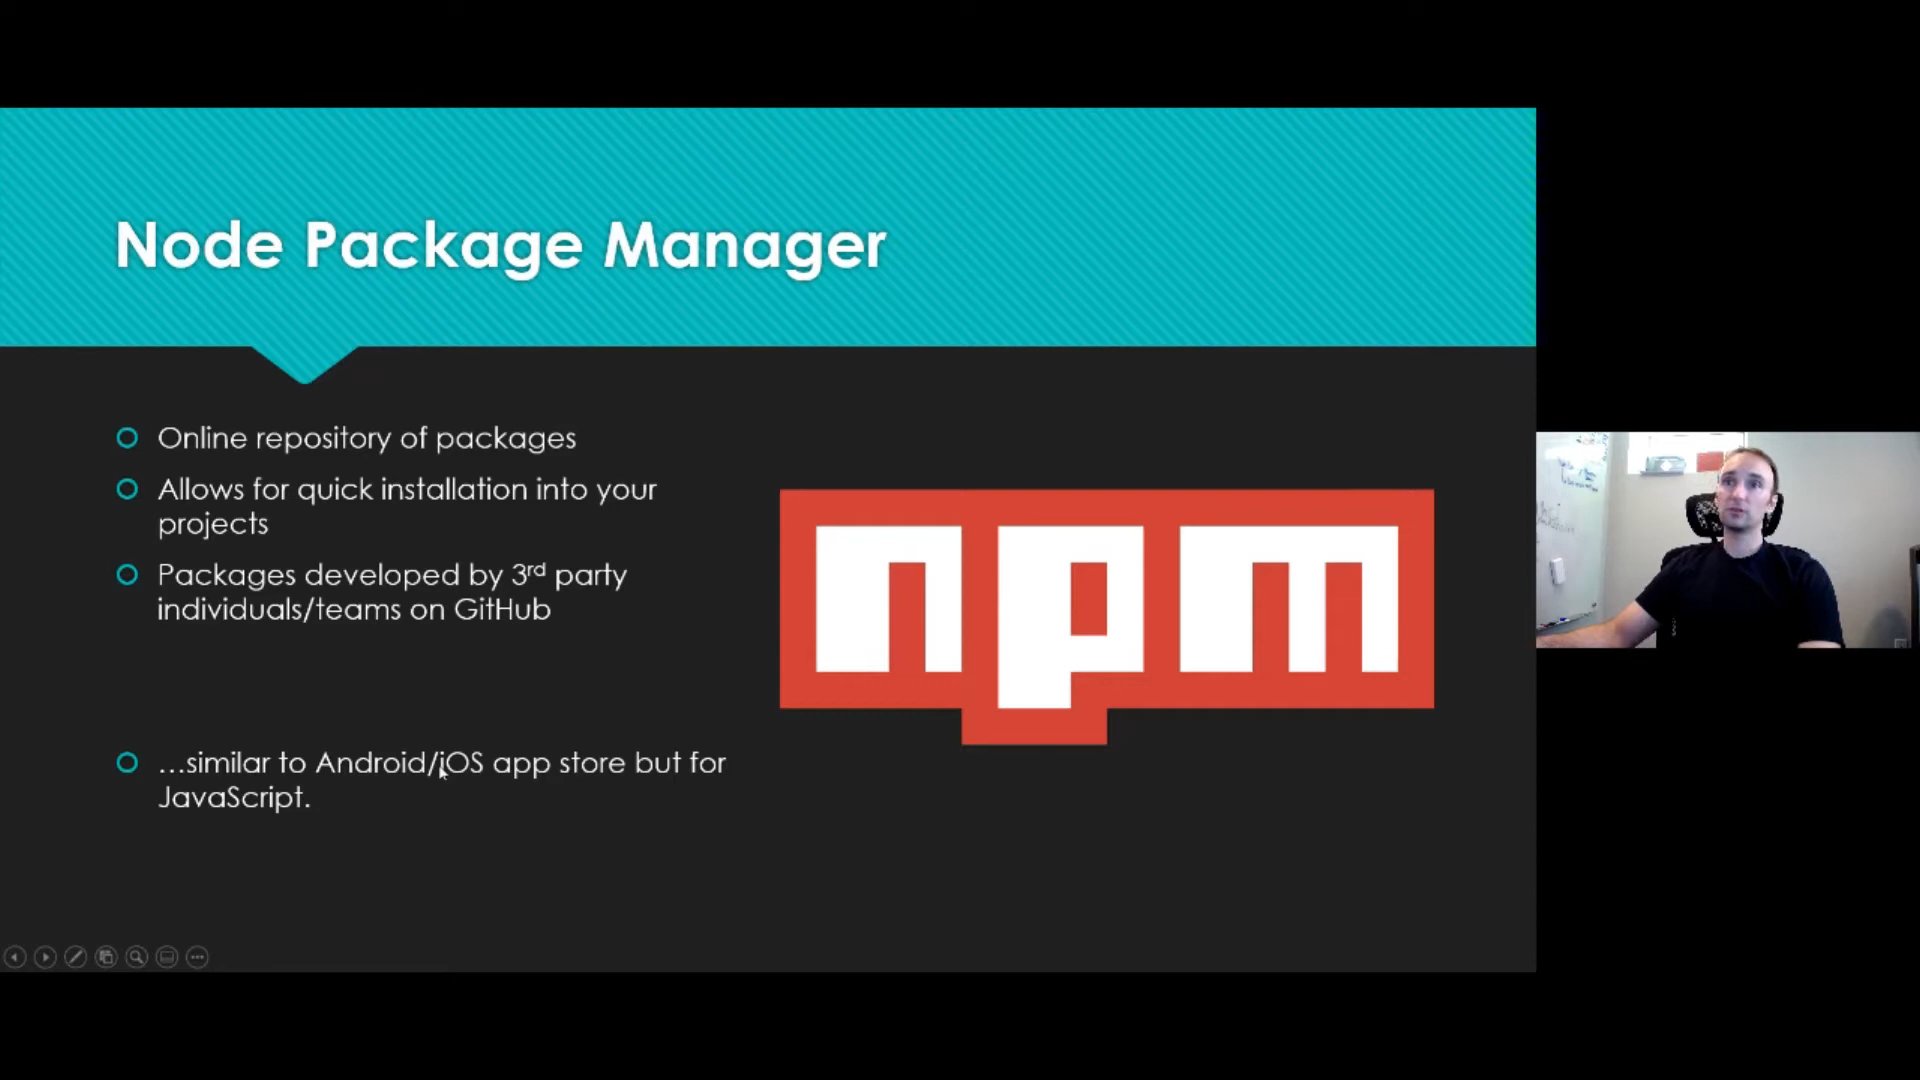 Node Package Manager
Online repository of packages
Allows for quick installation into your
projects
Packages developed by 3rd party
individuals/teams on GitHub
npm
...similar to Android/iOS app store but for
JavaScript.